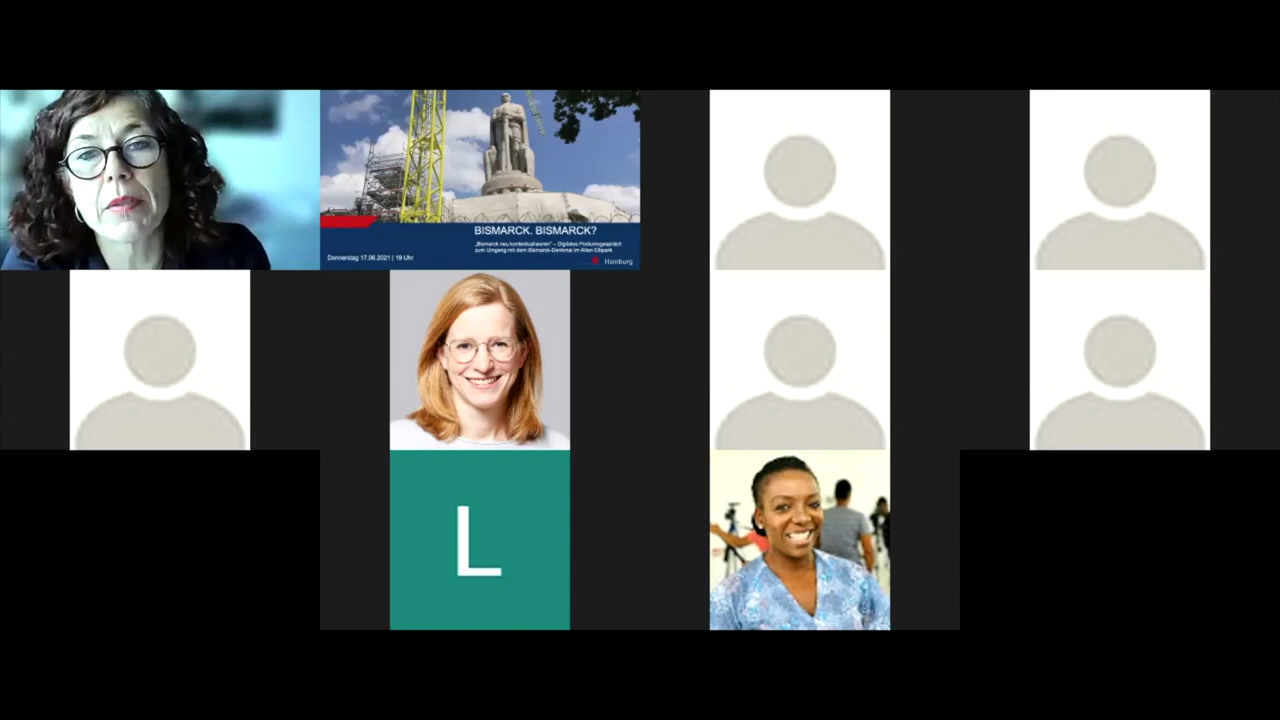 BISMARCK. BISMARCK?
„Bismarck neu kontextualisieren“ – Digitales Podiumsgespräch
zum Umgang mit dem Bismarck-Denkmal im Alten Elbpark
Donnerstag 17.06.2021 | 19 Uhr
Hamburg
L